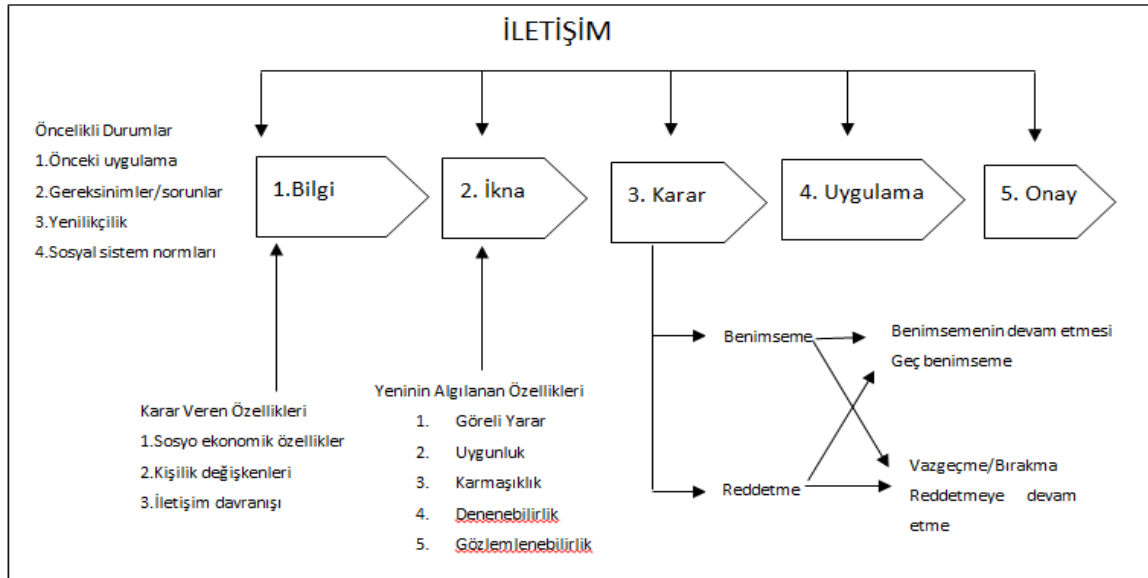 İLETİŞİM
Öncelikli Durumlar
1.Önceki uygulama
2.Gereksinimler/sorunlar
3.Yenilikçilik
4.Sosyal sistem normları
1.Bilgi
2. İkna
3. Karar
4. Uygulama
5. Onay
Karar Veren Özellikleri
1.Sosyo ekonomik özellikler
2.Kişilik değişkenleri
3.İletişim davranışı
Yeninin Algılanan Özellikleri
1. Göreli Yarar
2. Uygunluk
3. Karmaşıklık
4. Denenebilirlik
5. Gözlemlenebilirlik
Benimseme
Reddetme
Benimsemenin devam etmesi
Geç benimseme
Vazgeçme/Bırakma
Reddetmeye devam
etme